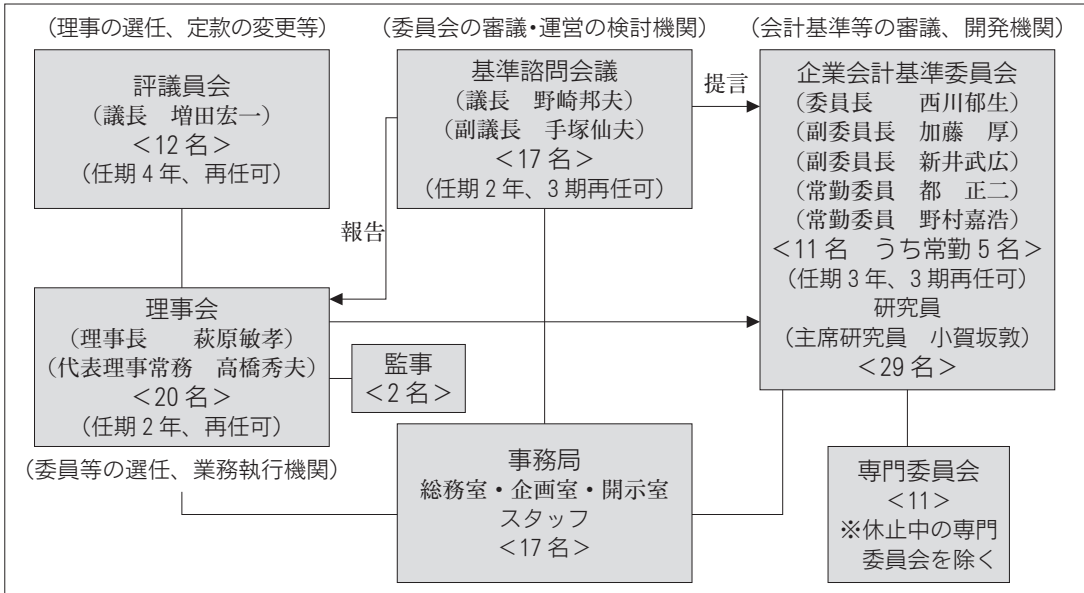 （理事の選任、定款の変更等）
評議員会
（議長　増田宏一）
＜12 名＞
（任期 4 年、再任可）
（委員会の審議・運営の検討機関）
基準諮問会議
（議長　野崎邦夫）
（副議長　手塚仙夫）
＜17 名＞
（任期 2 年、3 期再任可）
提言
報告
（会計基準等の審議、開発機関）
企業会計基準委員会
（委員長　　西川郁生）
（副委員長　加藤　厚）
（副委員長　新井武広）
（常勤委員　都　正二）
（常勤委員　野村嘉浩）
＜11 名　うち常勤 5 名＞
（任期 3 年、3 期再任可）
研究員
（主席研究員　小賀坂敦）
＜29 名＞
理事会
（理事長　　萩原敏孝）
（代表理事常務　高橋秀夫）
＜20 名＞
（任期 2 年、再任可）
（委員等の選任、業務執行機関）
監事
＜2 名＞
事務局
総務室・企画室・開示室
スタッフ
＜17 名＞
専門委員会
＜11＞
※休止中の専門
委員会を除く